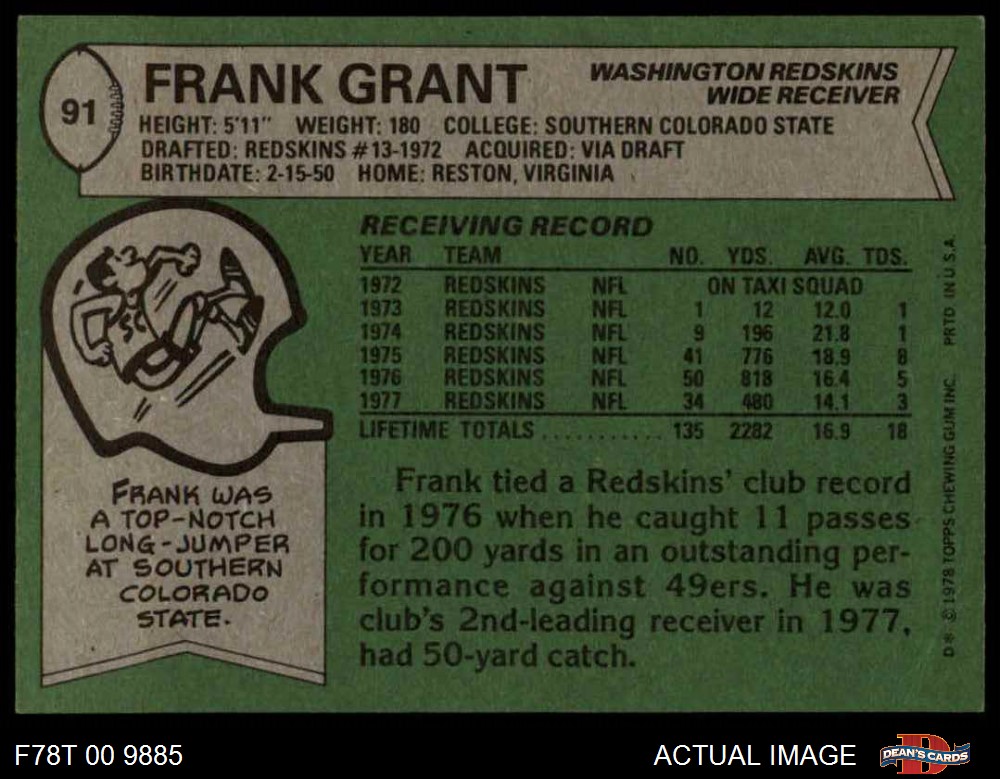 91
FRANK GRANT
WASHINGTON REDSKINS
WIDE RECEIVER
HEIGHT: 5'11" WEIGHT: 180 COLLEGE: SOUTHERN COLORADO STATE
DRAFTED: REDSKINS #13-1972 ACQUIRED: VIA DRAFT
BIRTHDATE: 2-15-50 HOME: RESTON, VIRGINIA
SC
FRANK WAS
A TOP-NOTCH
LONG-JUMPER
AT SOUTHERN
COLORADO
STATE.
RECEIVING RECORD
YEAR TEAM NO. YDS. AVG. TDS.
1972 REDSKINS NFL ON TAXI SQUAD
1973 REDSKINS NFL 1 12 12.0 1
1974 REDSKINS NFL 9 196 21.8 1
1975 REDSKINS NFL 41 776 18.9 8
1976 REDSKINS NFL 50 818 16.4 5
1977 REDSKINS NFL 34 480 14.1 3
LIFETIME TOTALS ........... 135 2282 16.9 18
Frank tied a Redskins' club record
in 1976 when he caught 11 passes
for 200 yards in an outstanding per-
formance against 49ers. He was
club's 2nd-leading receiver in 1977,
had 50-yard catch.
D* © 1978 TOPPS CHEWING GUM INC. PRTD IN U.S.A.
F78T 00 9885
ACTUAL IMAGE
D
DEAN'S CARDS